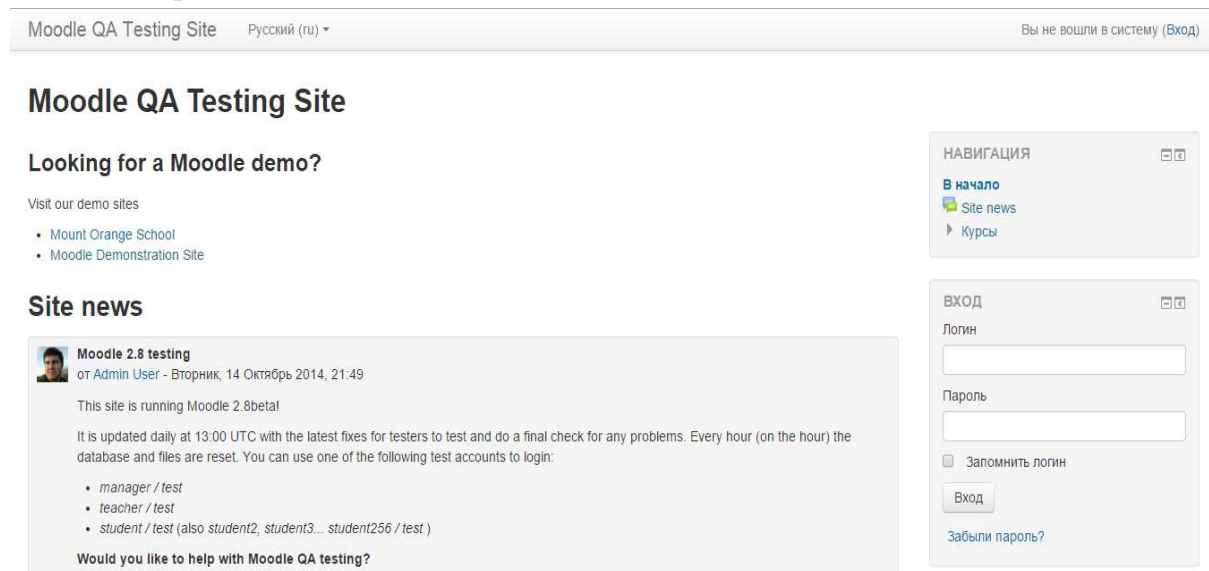 Moodle QA Testing Site Русский (ru)
Вы не вошли в систему (Вход)
Moodle QA Testing Site
Looking for a Moodle demo?
Visit our demo sites
• Mount Orange School
• Moodle Demonstration Site
Site news
Moodle 2.8 testing
от Admin User - Вторник, 14 Октябрь 2014, 21:49
This site is running Moodle 2.8beta!
It is updated daily at 13:00 UTC with the latest fixes for testers to test and do a final check for any problems. Every hour (on the hour) the
database and files are reset. You can use one of the following test accounts to login:
• manager / test
• teacher / test
• student / test (also student2, student3... student256 / test )
Would you like to help with Moodle QA testing?
НАВИГАЦИЯ
В начало
Site news
Курсы
ВХОД
Логин
Пароль
Запомнить логин
Вход
Забыли пароль?